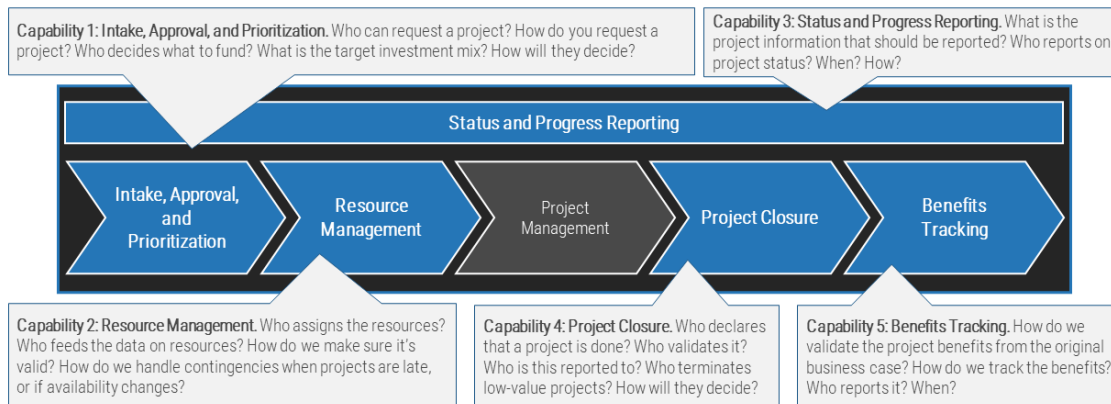 Capability 1: Intake, Approval, and Prioritization. Who can request a project? How do you request a
project? Who decides what to fund? What is the target investment mix? How will they decide?
Capability 3: Status and Progress Reporting. What is the
project information that should be reported? Who reports on
project status? When? How?
Status and Progress Reporting
Intake, Approval,
and
Prioritization
Resource
Management
Project
Management
Project Closure
Benefits
Tracking
Capability 2: Resource Management. Who assigns the resources?
Who feeds the data on resources? How do we make sure it's
valid? How do we handle contingencies when projects are late,
or if availability changes?
Capability 4: Project Closure. Who declares
that a project is done? Who validates it?
Who is this reported to? Who terminates
low-value projects? How will they decide?
Capability 5: Benefits Tracking. How do we
validate the project benefits from the original
business case? How do we track the benefits?
Who reports it? When?